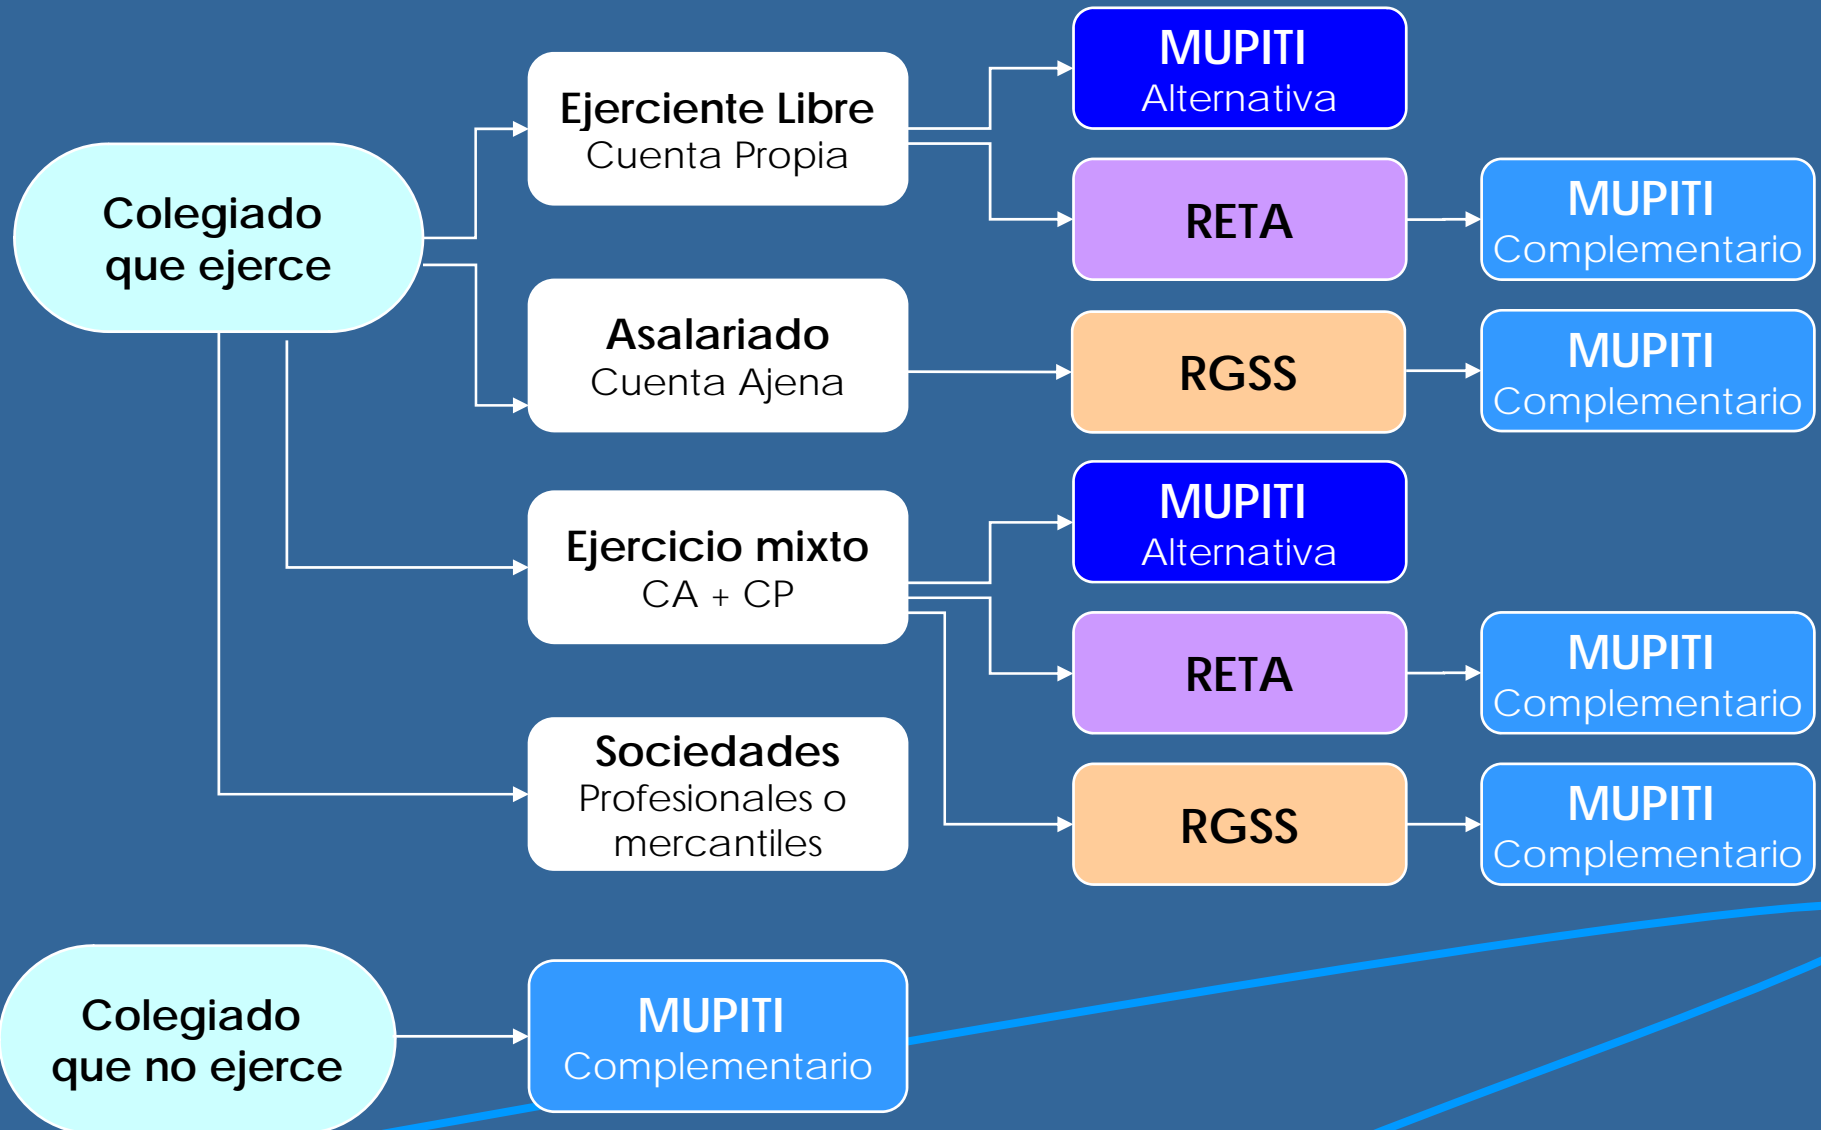 Colegiado
que ejerce
Ejerciente Libre
Cuenta Propia
MUPITI
Alternativa
RETA
MUPITI
Complementario
Asalariado
Cuenta Ajena
RGSS
MUPITI
Complementario
Ejercicio mixto
CA + CP
MUPITI
Alternativa
RETA
MUPITI
Complementario
RGSS
MUPITI
Complementario
Sociedades
Profesionales o
mercantiles
Colegiado
que no ejerce
MUPITI
Complementario